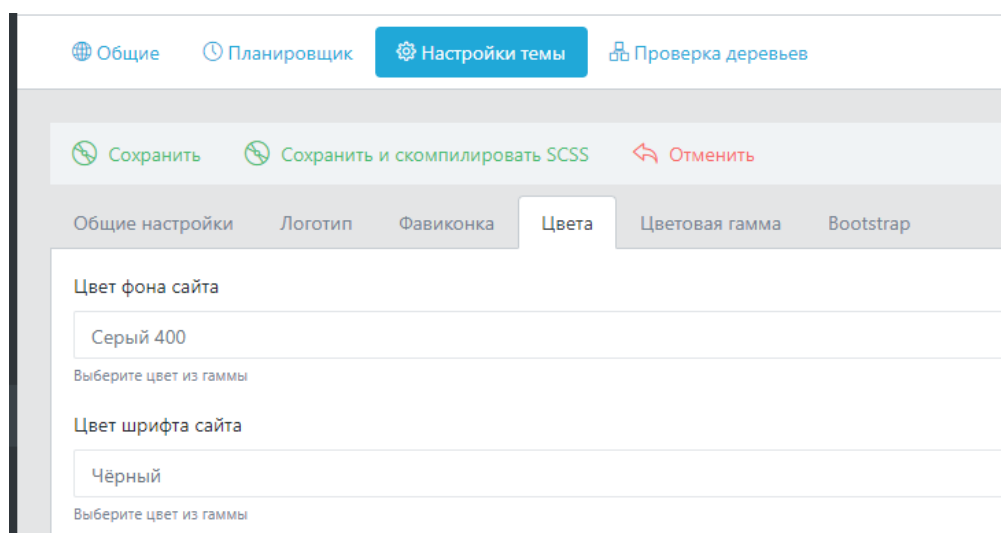 Общие Планировщик Настройки темы Проверка деревьев
Сохранить Сохранить и скомпилировать SCSS Отменить
Общие настройки Логотип Фавиконка Цвета Цветовая гамма Bootstrap
Цвет фона сайта
Серый 400
Выберите цвет из гаммы
Цвет шрифта сайта
Чёрный
Выберите цвет из гаммы